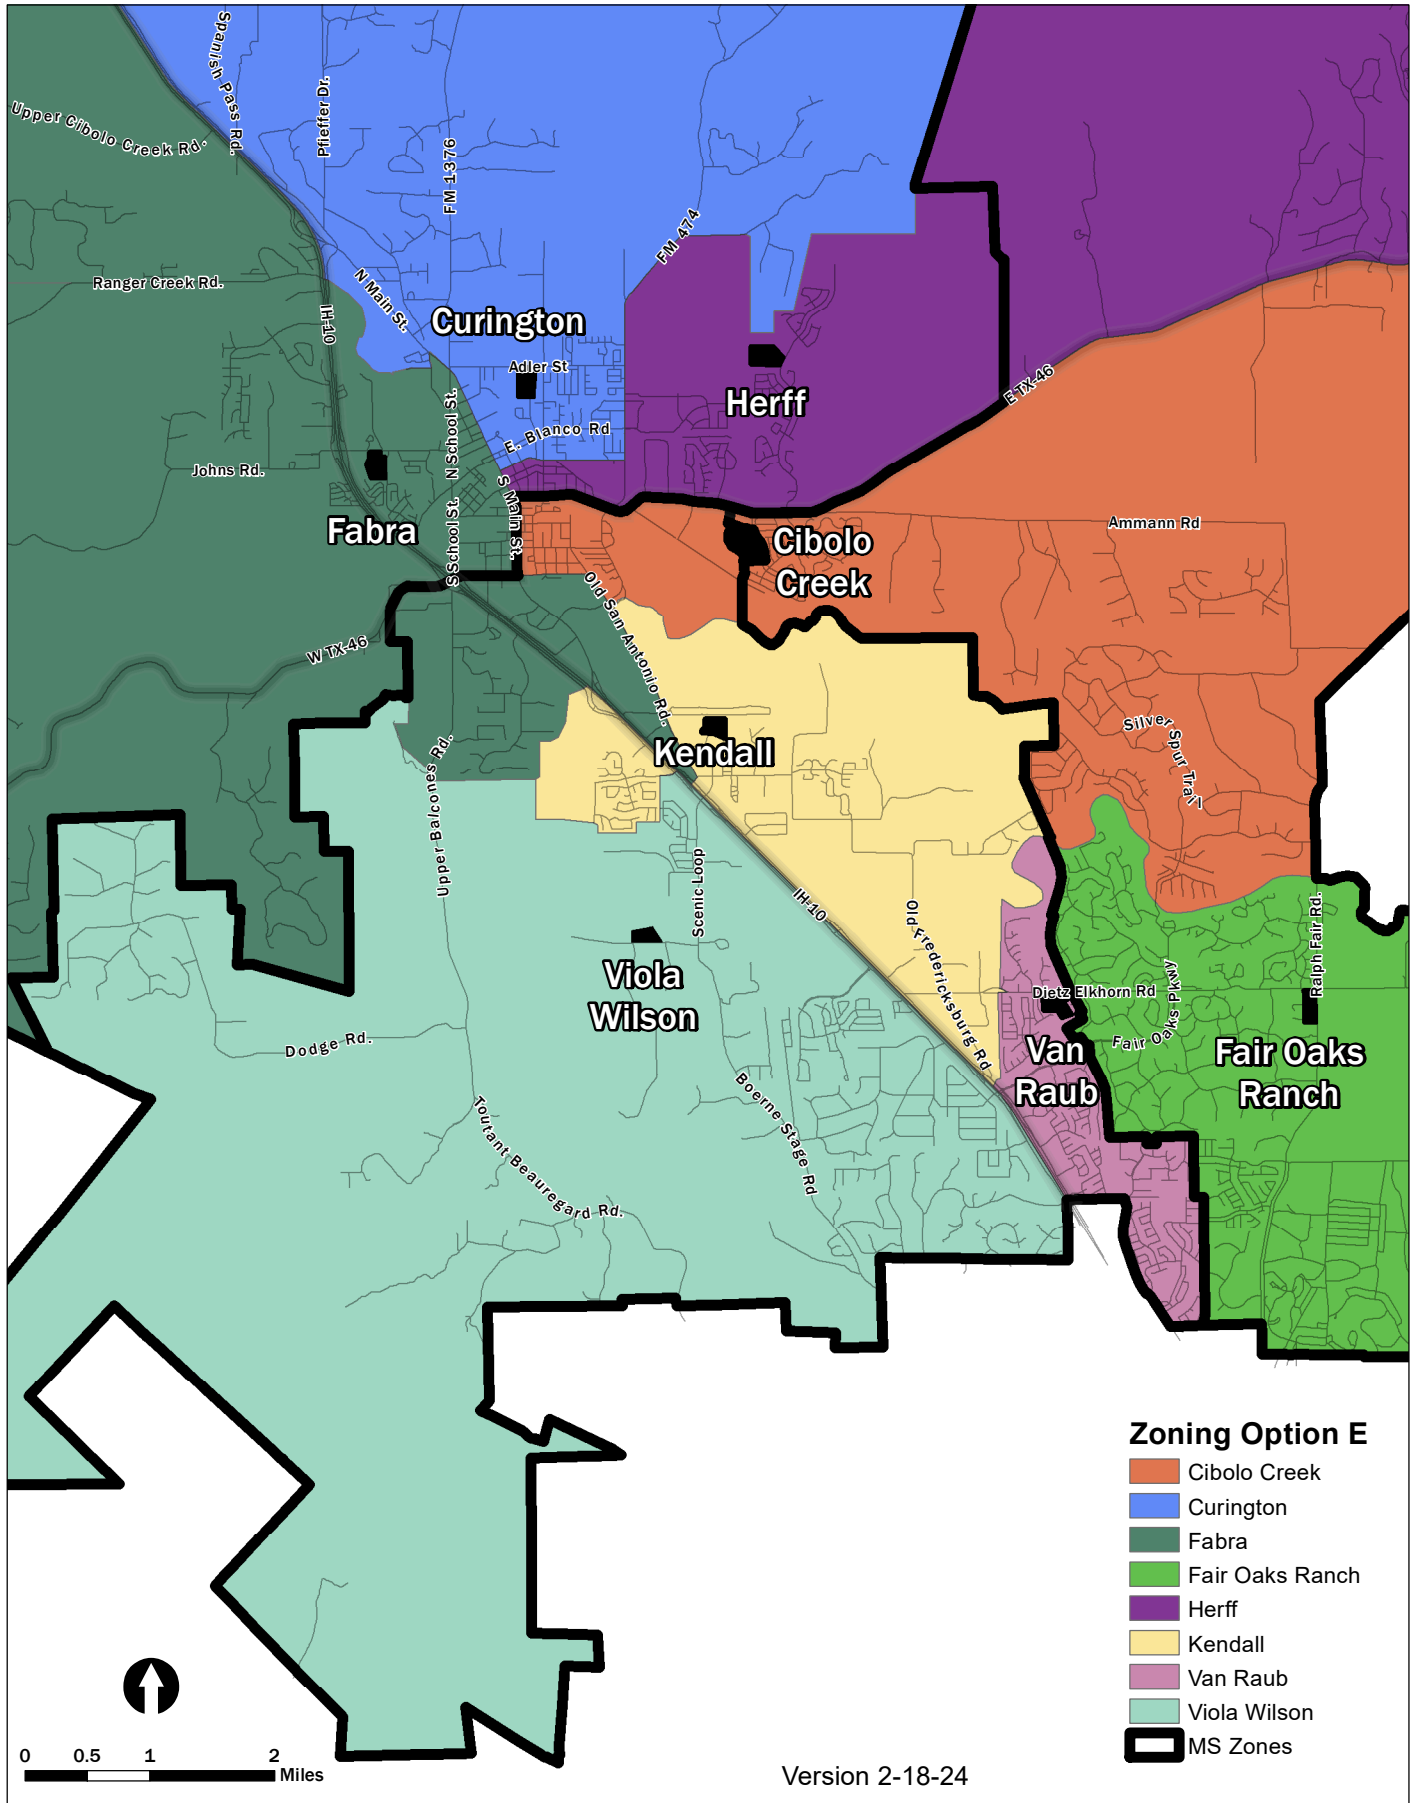 Spanish Pass Rd.
Pfieffer Dr.
Upper Cibolo Creek Rd.
FM 1376
FM 474
Ranger Creek Rd.
N Main St.
IH-10
Curington
Adler St
Herff
E TX-46
N School St.
E. Blanco Rd
Johns Rd.
S Main St.
Fabra
S School St.
Ammann Rd
Cibolo
Creek
Old San Antonio Rd.
W TX-46
Silver Spur Trail
Kendall
Upper Balcones Rd.
Scenic Loop
IH-10
Old Fredericksburg Rd
Ralph Fair Rd.
Viola
Wilson
Dietz Elkhorn Rd
Fair Oaks Pkwy
Dodge Rd.
Van
Raub
Fair Oaks
Ranch
Boerne Stage Rd
Toutant Beauregard Rd.
Zoning Option E
Cibolo Creek
Curington
Fabra
Fair Oaks Ranch
Herff
Kendall
Van Raub
Viola Wilson
MS Zones
0 0.5 1 2
Miles
Version 2-18-24